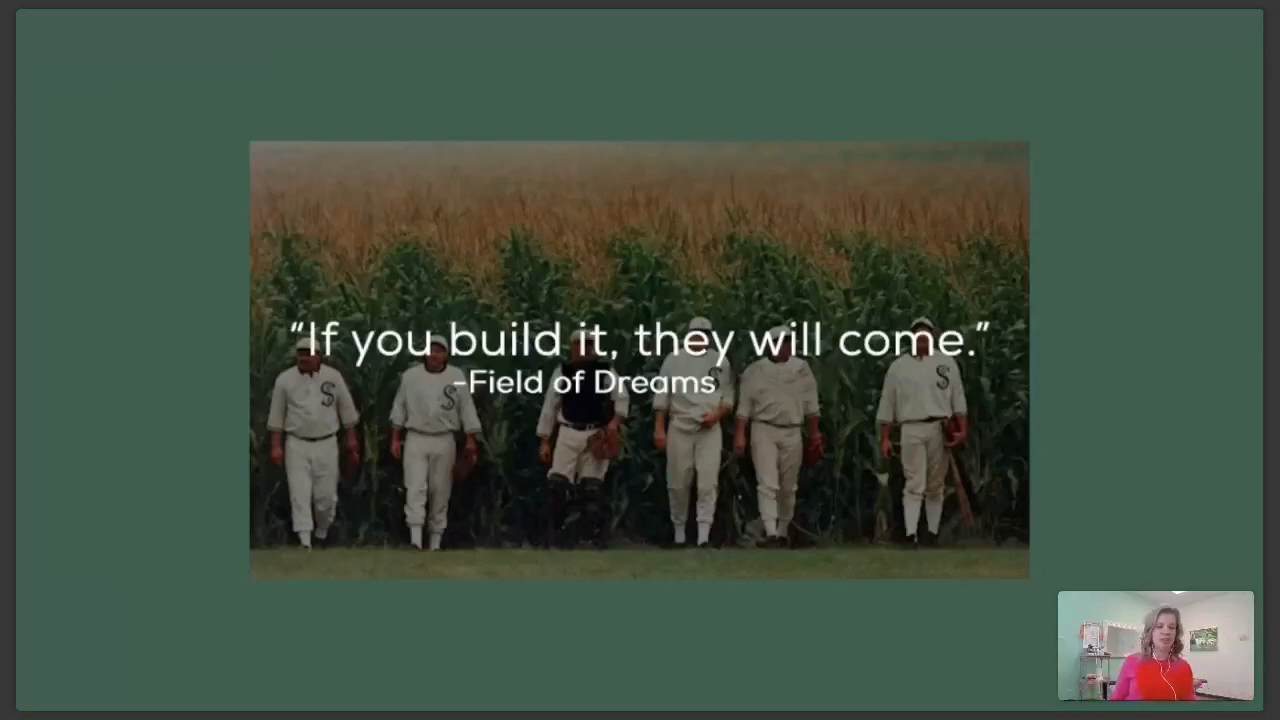 “If you build it, they will come.”
-Field of Dreams
S
S
S